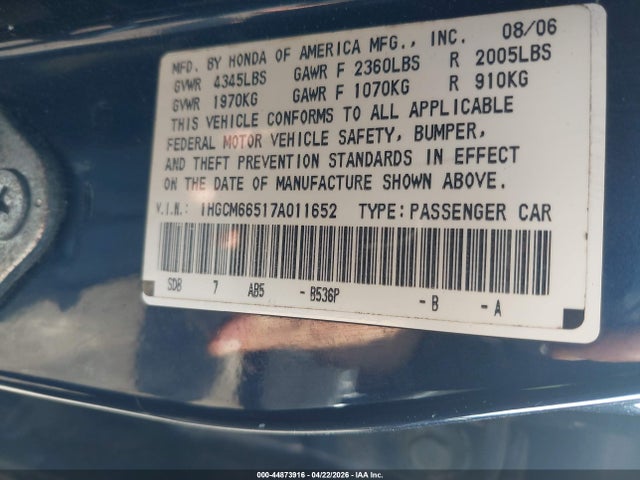 MFD. BY HONDA OF AMERICA MFG., INC. 08/06
GVWR 4345LBS GAWR F 2360LBS R 2005LBS
GVWR 1970KG GAWR F 1070KG R 910KG
THIS VEHICLE CONFORMS TO ALL APPLICABLE
FEDERAL MOTOR VEHICLE SAFETY, BUMPER,
AND THEFT PREVENTION STANDARDS IN EFFECT
ON THE DATE OF MANUFACTURE SHOWN ABOVE.
V.I.N.: 1HGCM66517A011652 TYPE: PASSENGER CAR
SDB 7 AB5 -B536P -B -A
000-44873916 - 04/22/2026 - IAA Inc.